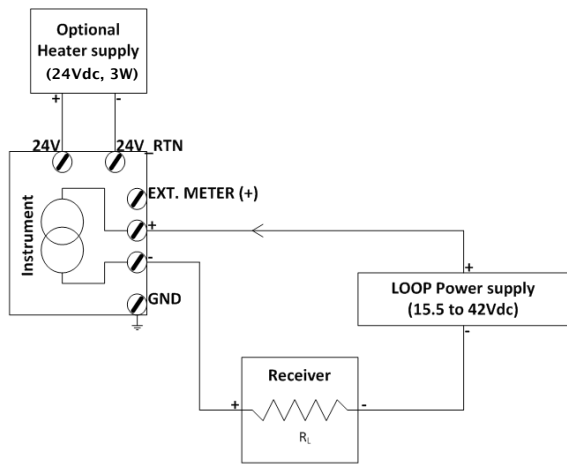 Optional
Heater supply
(24Vdc, 3W)
+ -
24V 24V_RTN
EXT. METER (+)
+
-
Instrument
GND
+
LOOP Power supply
(15.5 to 42Vdc)
-
Receiver
+ -
RL